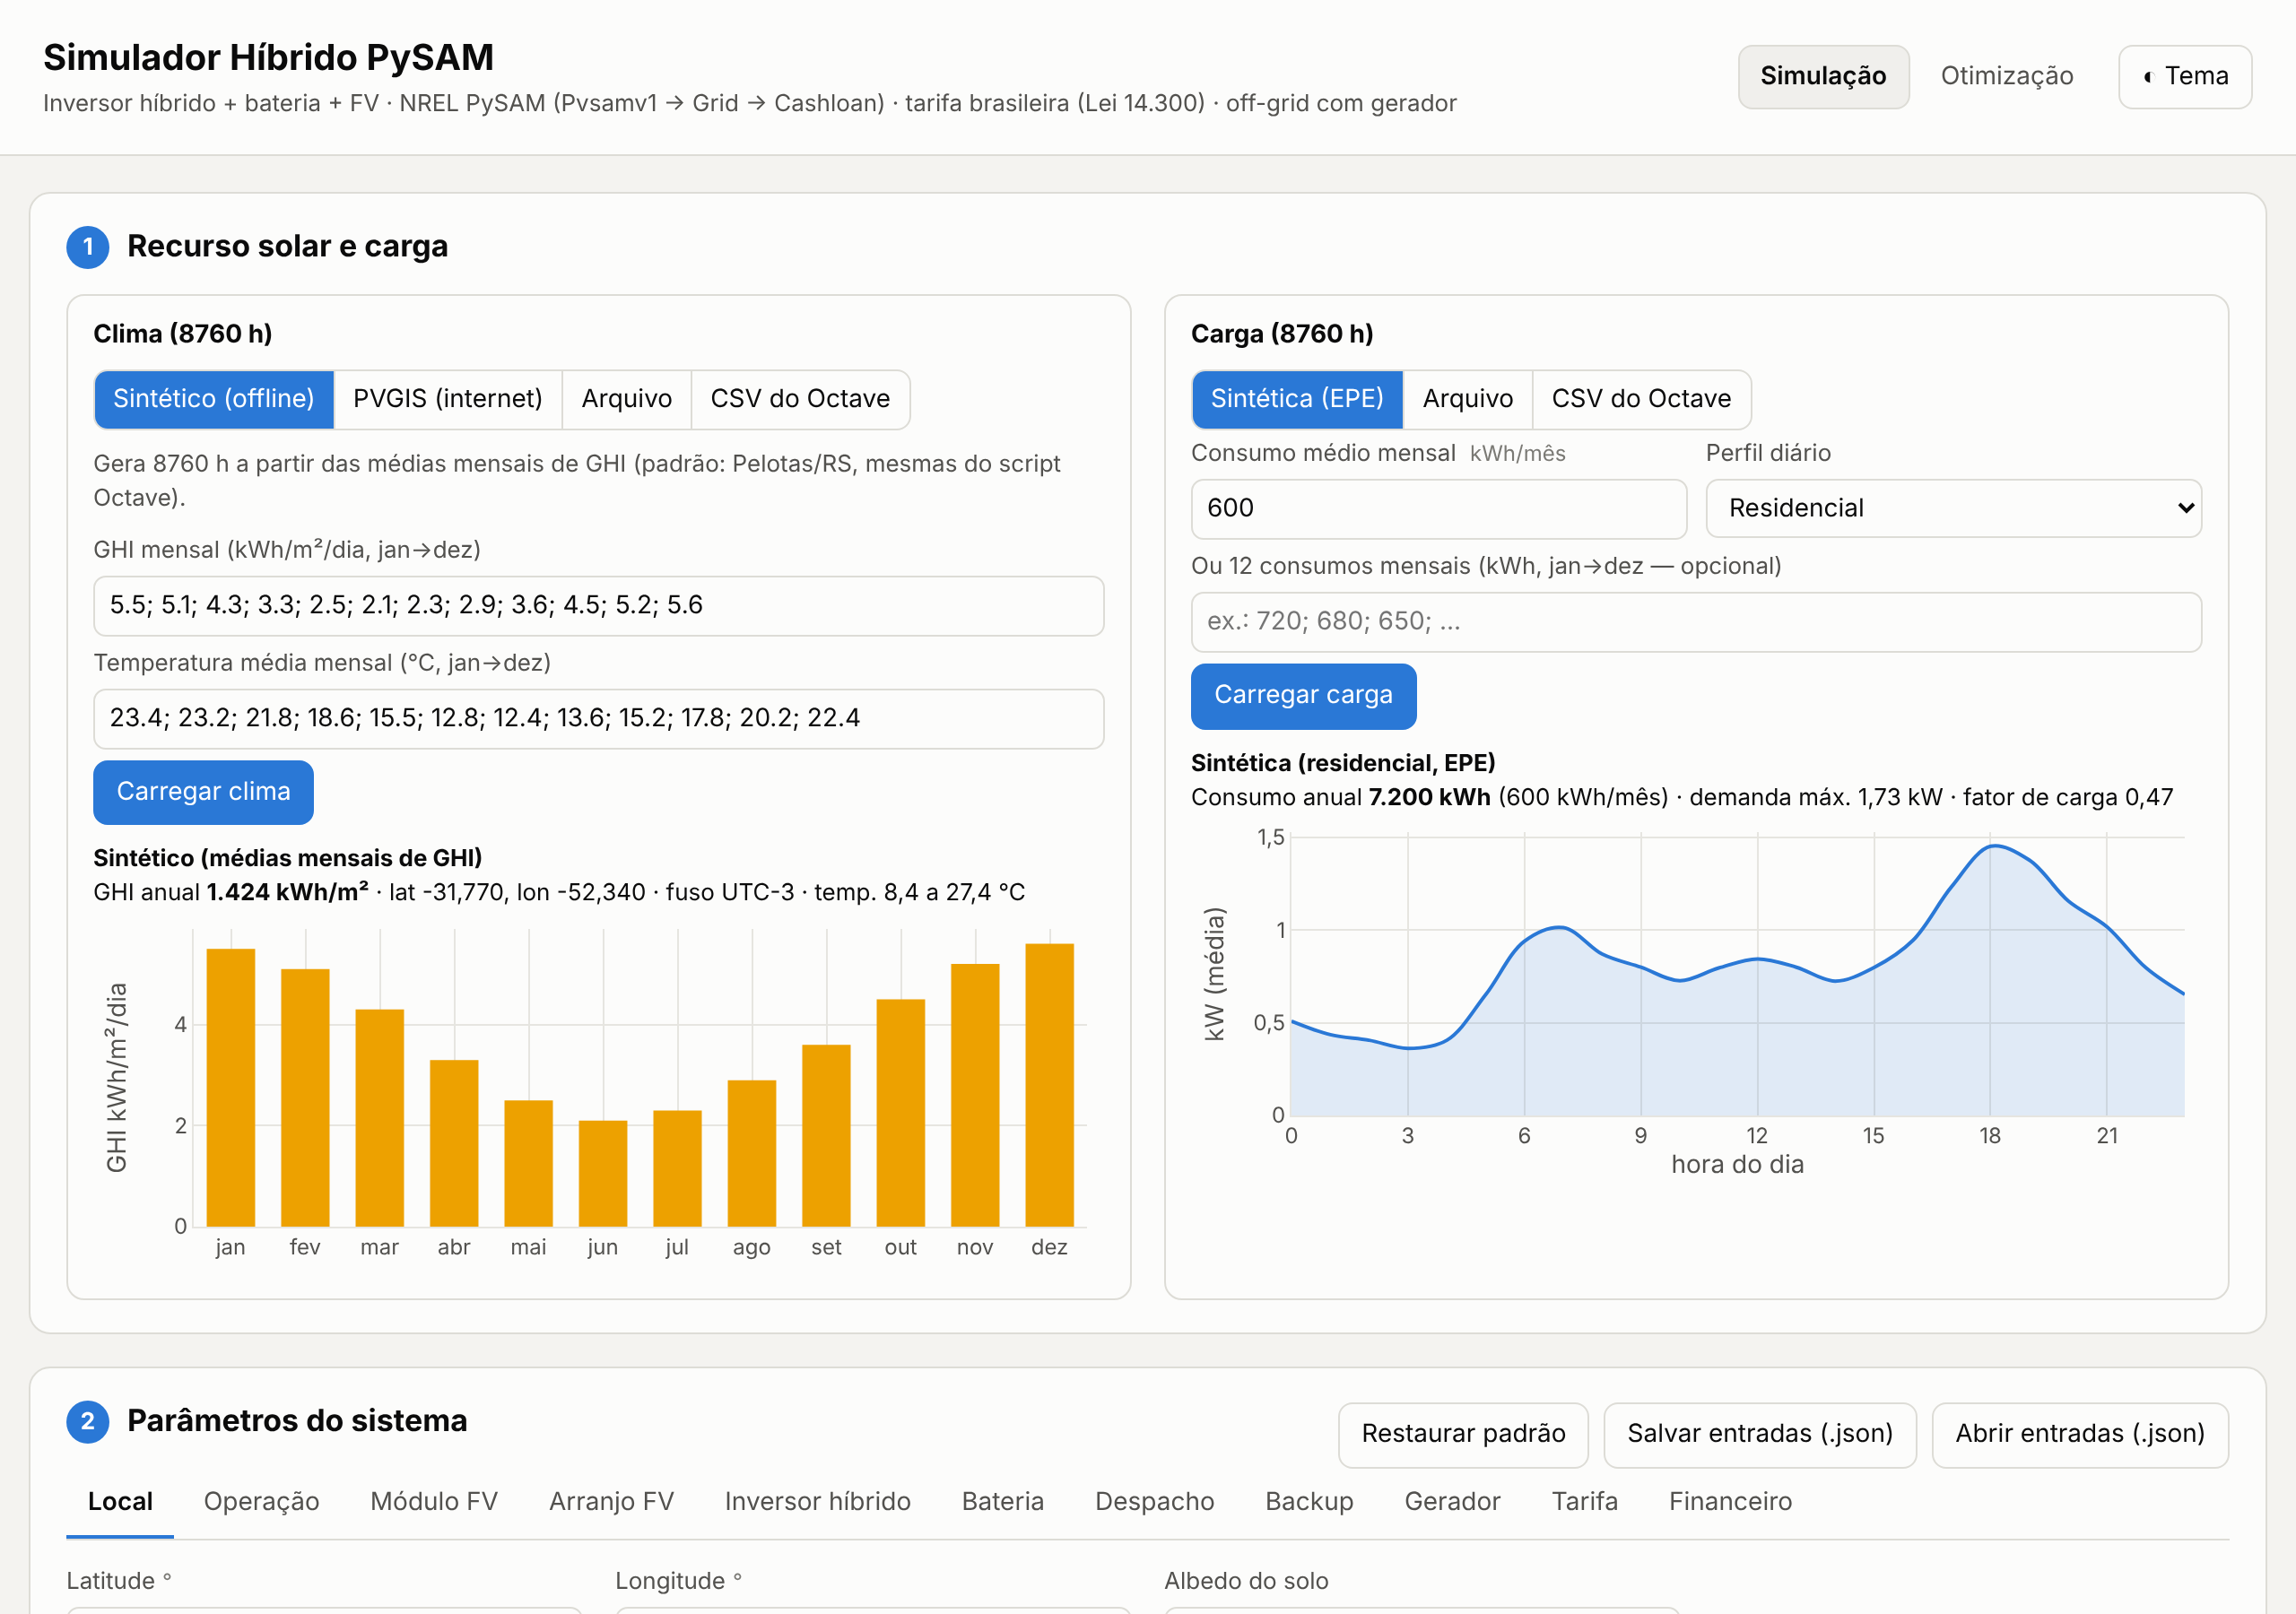 Simulador Híbrido PySAM
Inversor híbrido + bateria + FV · NREL PySAM (Pvsamv1 → Grid → Cashloan) · tarifa brasileira (Lei 14.300) · off-grid com gerador
Simulação
Otimização
Tema
1 Recurso solar e carga
Clima (8760 h)
Sintético (offline)
PVGIS (internet)
Arquivo
CSV do Octave
Gera 8760 h a partir das médias mensais de GHI (padrão: Pelotas/RS, mesmas do script
Octave).
GHI mensal (kWh/m²/dia, jan→dez)
5.5; 5.1; 4.3; 3.3; 2.5; 2.1; 2.3; 2.9; 3.6; 4.5; 5.2; 5.6
Temperatura média mensal (°C, jan→dez)
23.4; 23.2; 21.8; 18.6; 15.5; 12.8; 12.4; 13.6; 15.2; 17.8; 20.2; 22.4
Carregar clima
Sintético (médias mensais de GHI)
GHI anual 1.424 kWh/m² · lat -31,770, lon -52,340 · fuso UTC-3 · temp. 8,4 a 27,4 °C
GHI kWh/m²/dia
4
2
0
jan fev mar abr mai jun jul ago set out nov dez
Carga (8760 h)
Sintética (EPE)
Arquivo
CSV do Octave
Consumo médio mensal kWh/mês
Perfil diário
600
Residencial
Ou 12 consumos mensais (kWh, jan→dez — opcional)
ex.: 720; 680; 650; ...
Carregar carga
Sintética (residencial, EPE)
Consumo anual 7.200 kWh (600 kWh/mês) · demanda máx. 1,73 kW · fator de carga 0,47
kW (média)
1,5
1
0,5
0
0 3 6 9 12 15 18 21
hora do dia
2 Parâmetros do sistema
Restaurar padrão
Salvar entradas (.json)
Abrir entradas (.json)
Local
Operação
Módulo FV
Arranjo FV
Inversor híbrido
Bateria
Despacho
Backup
Gerador
Tarifa
Financeiro
Latitude °
Longitude °
Albedo do solo